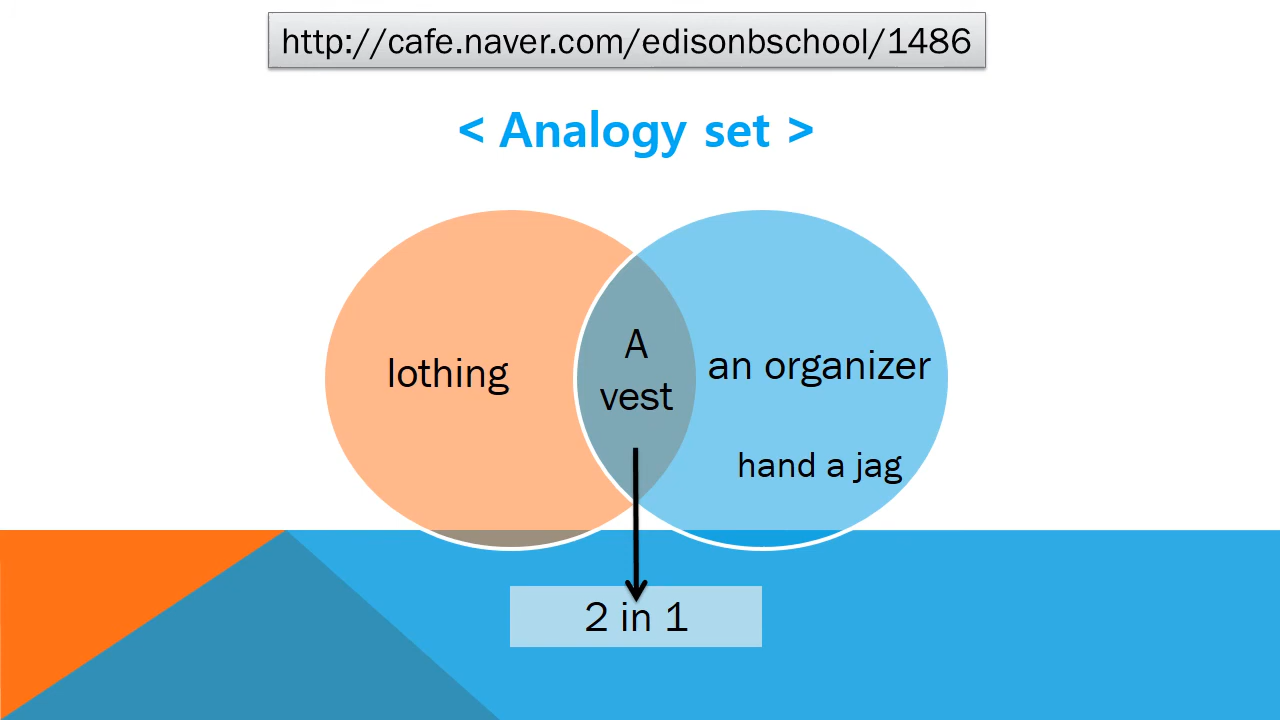 http://cafe.naver.com/edisonbschool/1486
< Analogy set >
lothing
A
vest
an organizer
hand a jag
2 in 1